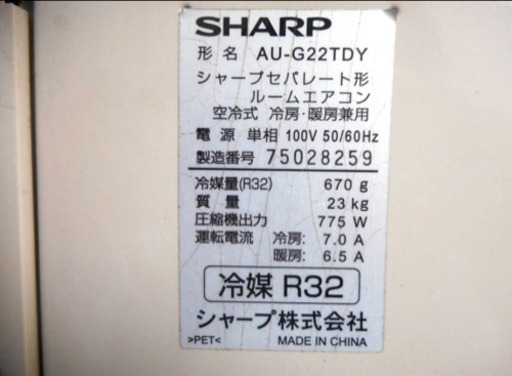 SHARP
形名 AU-G22TDY
シャープセパレート形
ルームエアコン
空冷式 冷房・暖房兼用
電源 単相 100V 50/60Hz
製造番号 75028259
冷媒量(R32) 670 g
質量 23 kg
圧縮機出力 775 W
運転電流 冷房: 7.0 A
暖房: 6.5 A
冷媒 R32
シャープ株式会社
>PET< MADE IN CHINA